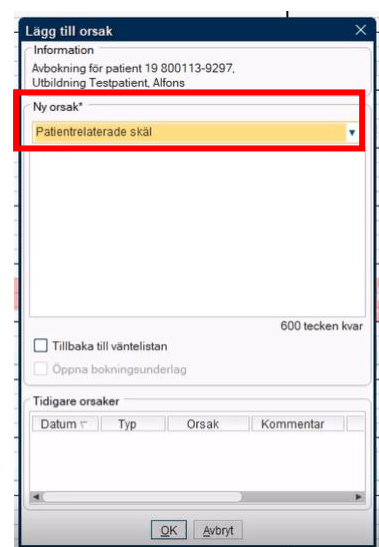 Lägg till orsak
Information
Avbokning för patient 19 800113-9297,
Utbildning Testpatient, Alfons
Ny orsak*
Patientrelaterade skäl
600 tecken kvar
Tillbaka till väntelistan
Öppna bokningsunderlag
Tidigare orsaker
Datum Typ Orsak Kommentar
OK Avbryt